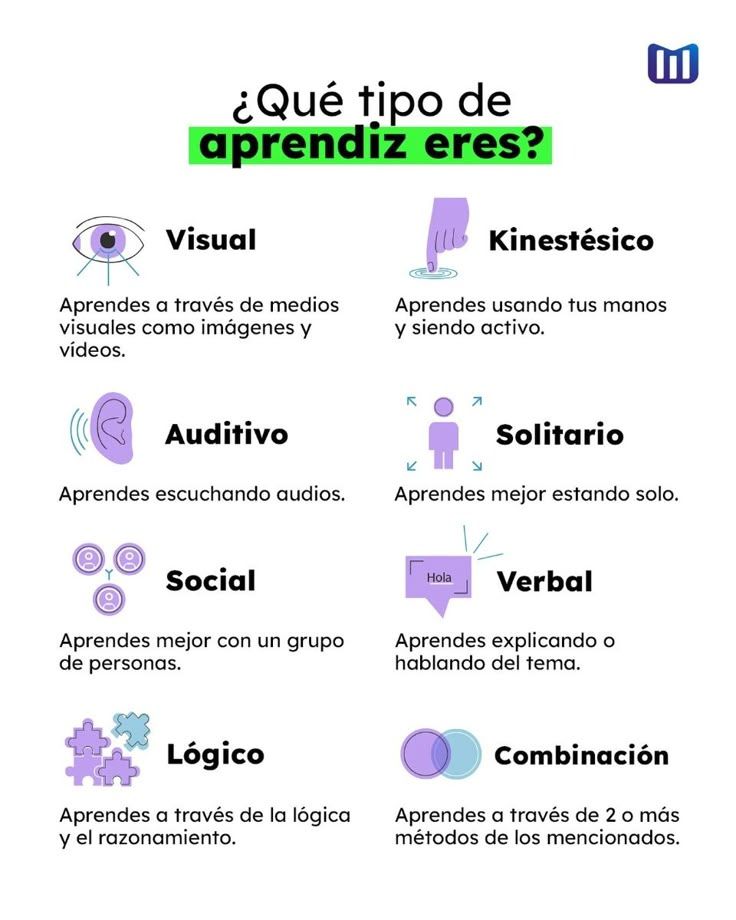 ¿Qué tipo de
aprendiz eres?
Visual
Aprendes a través de medios
visuales como imágenes y
vídeos.
Kinestésico
Aprendes usando tus manos
y siendo activo.
Auditivo
Aprendes escuchando audios.
Solitario
Aprendes mejor estando solo.
Social
Aprendes mejor con un grupo
de personas.
Hola
Verbal
Aprendes explicando o
hablando del tema.
Lógico
Aprendes a través de la lógica
y el razonamiento.
Combinación
Aprendes a través de 2 o más
métodos de los mencionados.